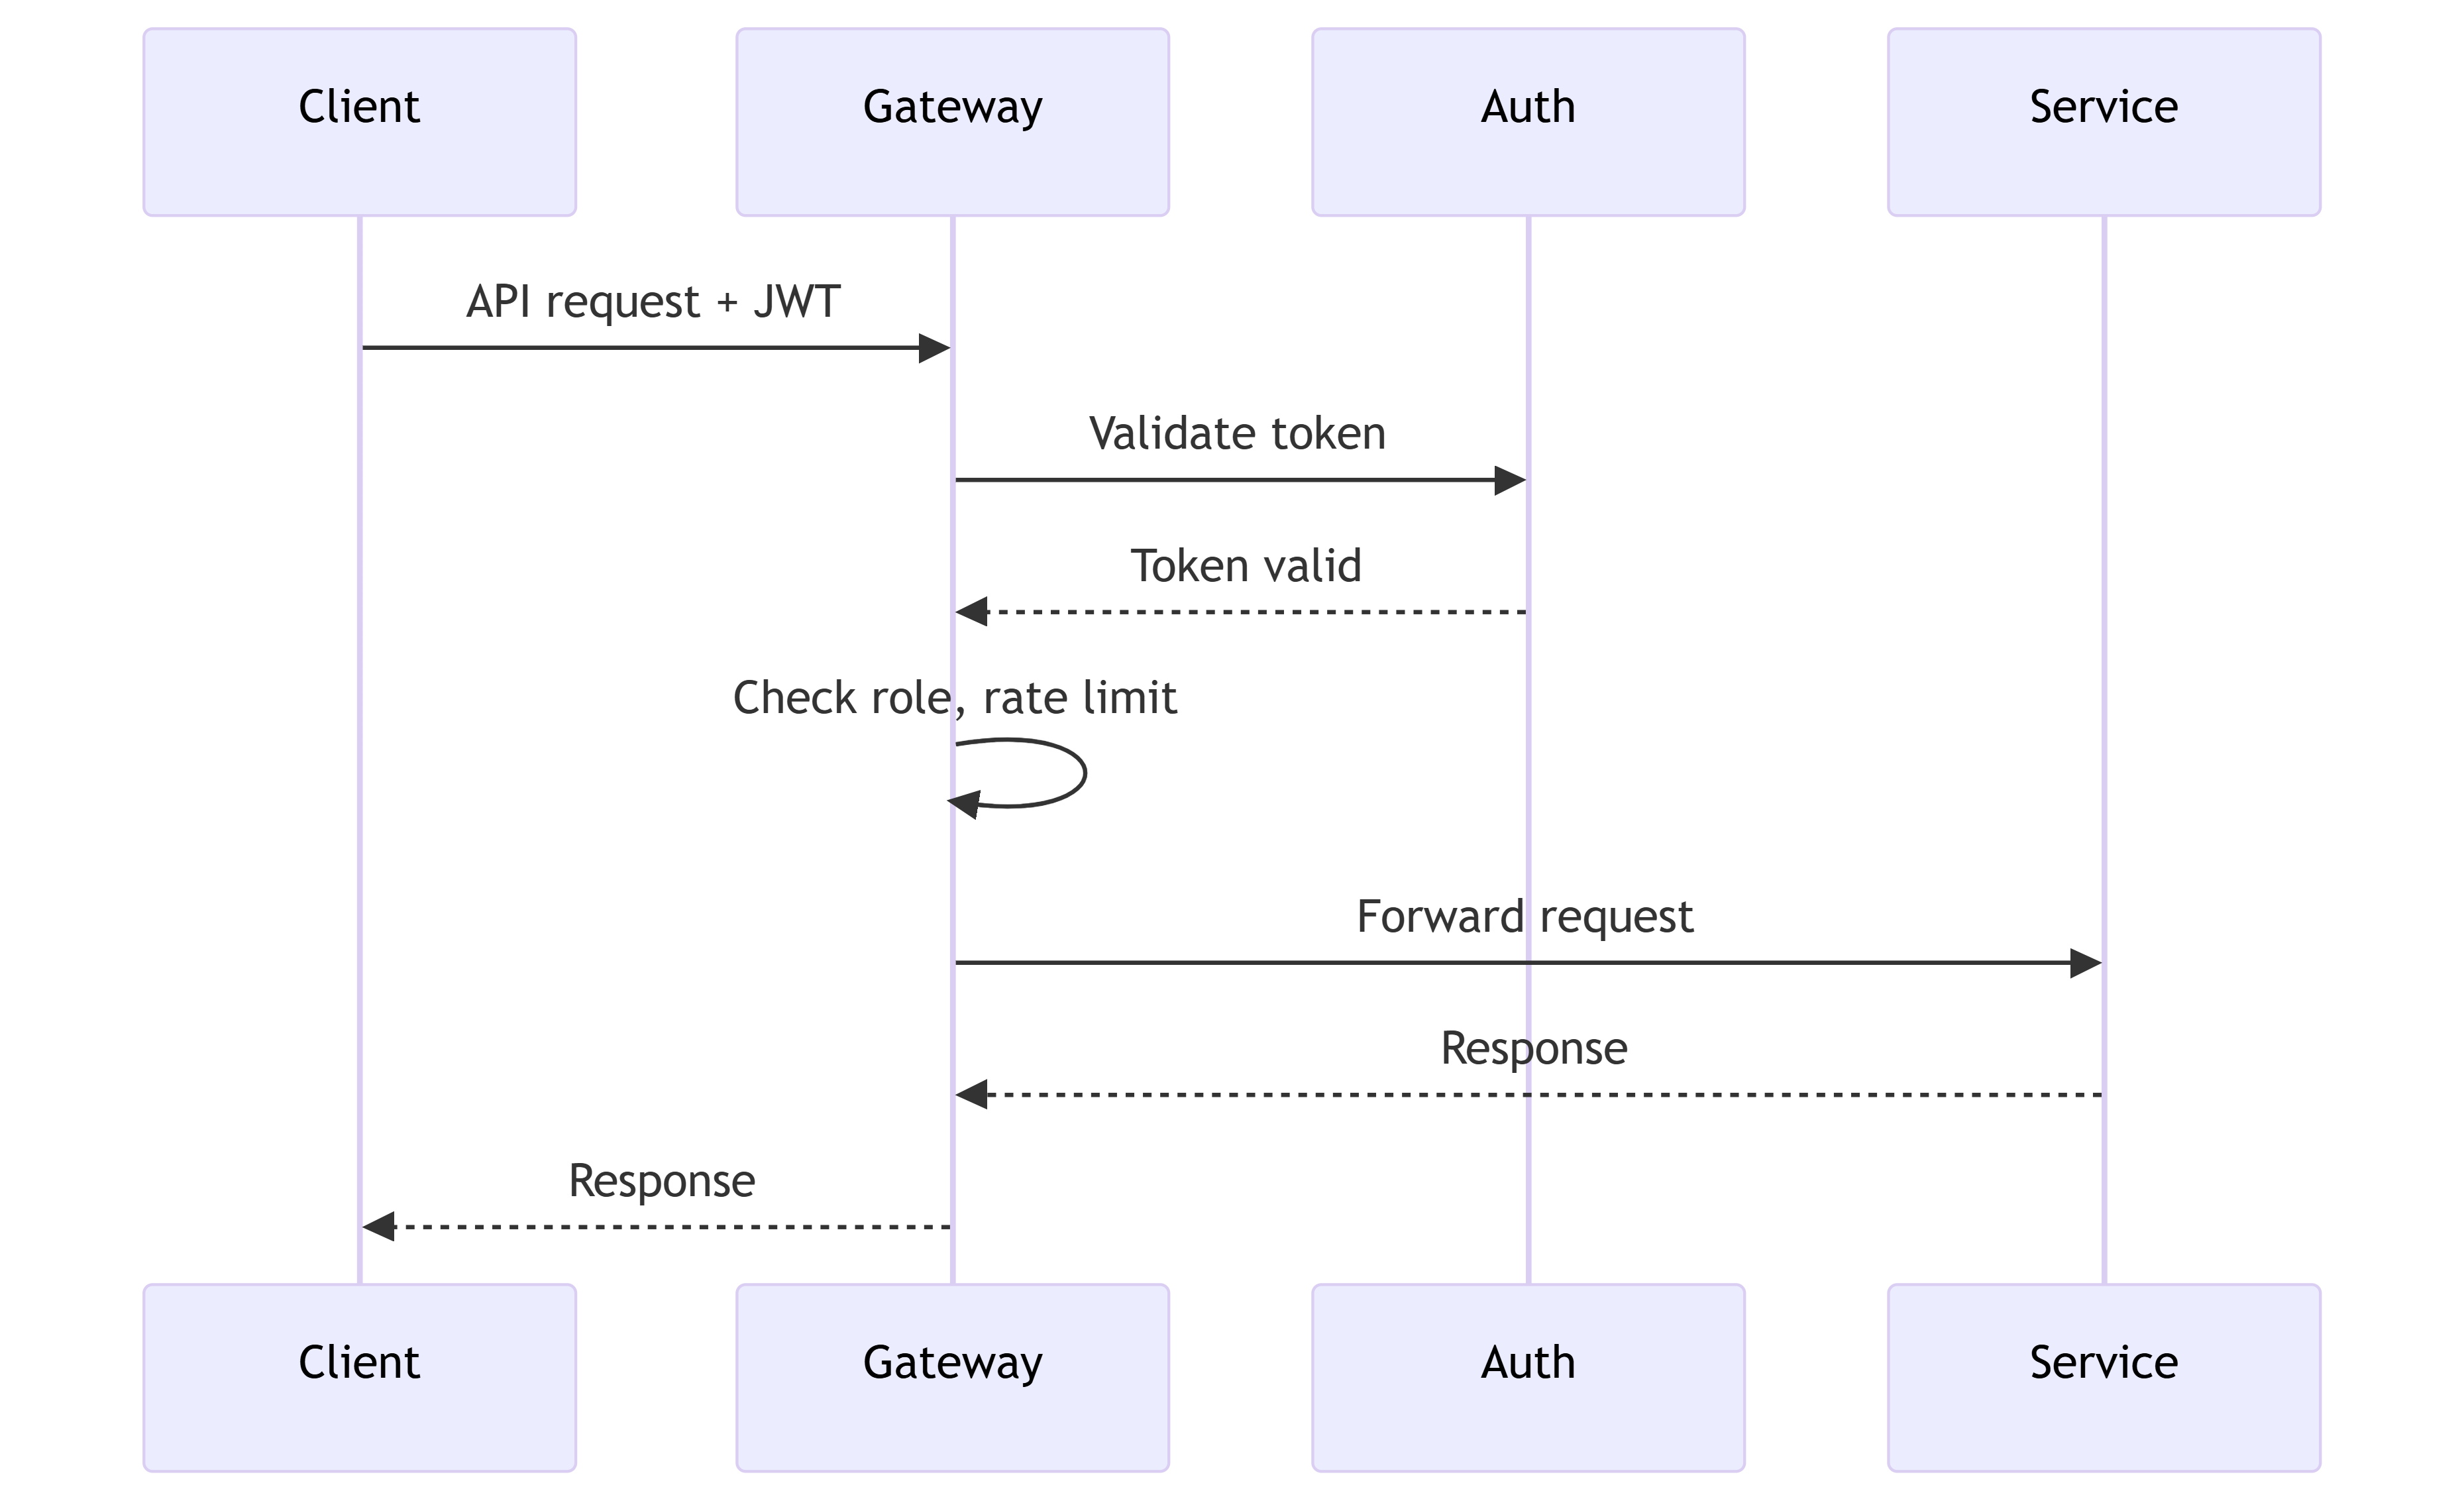 Client
Gateway
Auth
Service
API request + JWT
Validate token
Token valid
Check role, rate limit
Forward request
Response
Response
Client
Gateway
Auth
Service